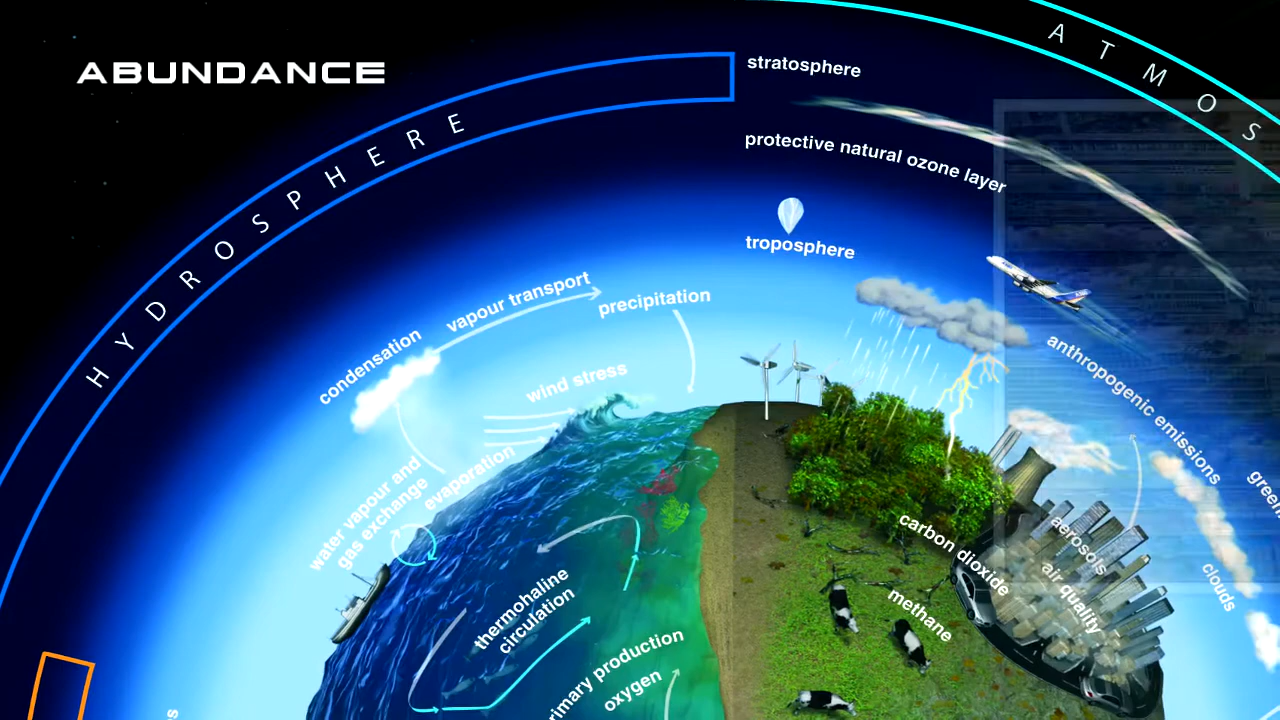 ABUNDANCE
HYDROSPHERE
ATMOS
stratosphere
protective natural ozone layer
troposphere
vapour transport
precipitation
condensation
wind stress
evaporation
water vapour and
gas exchange
anthropogenic emissions
aerosols
air quality
carbon dioxide
methane
clouds
thermohaline
circulation
production
oxygen